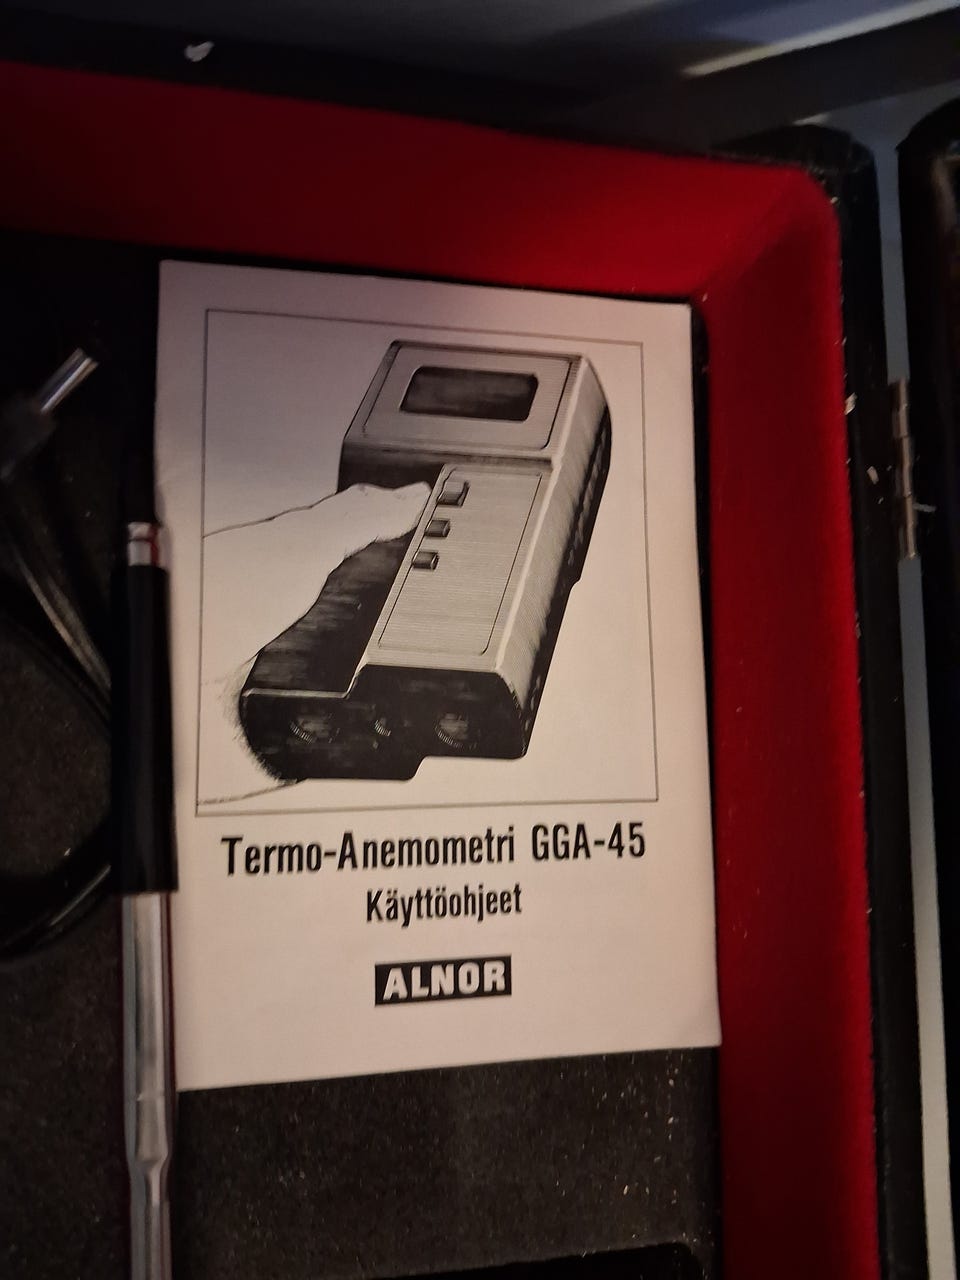 Termo-Anemometri GGA-45
Käyttöohjeet
ALNOR